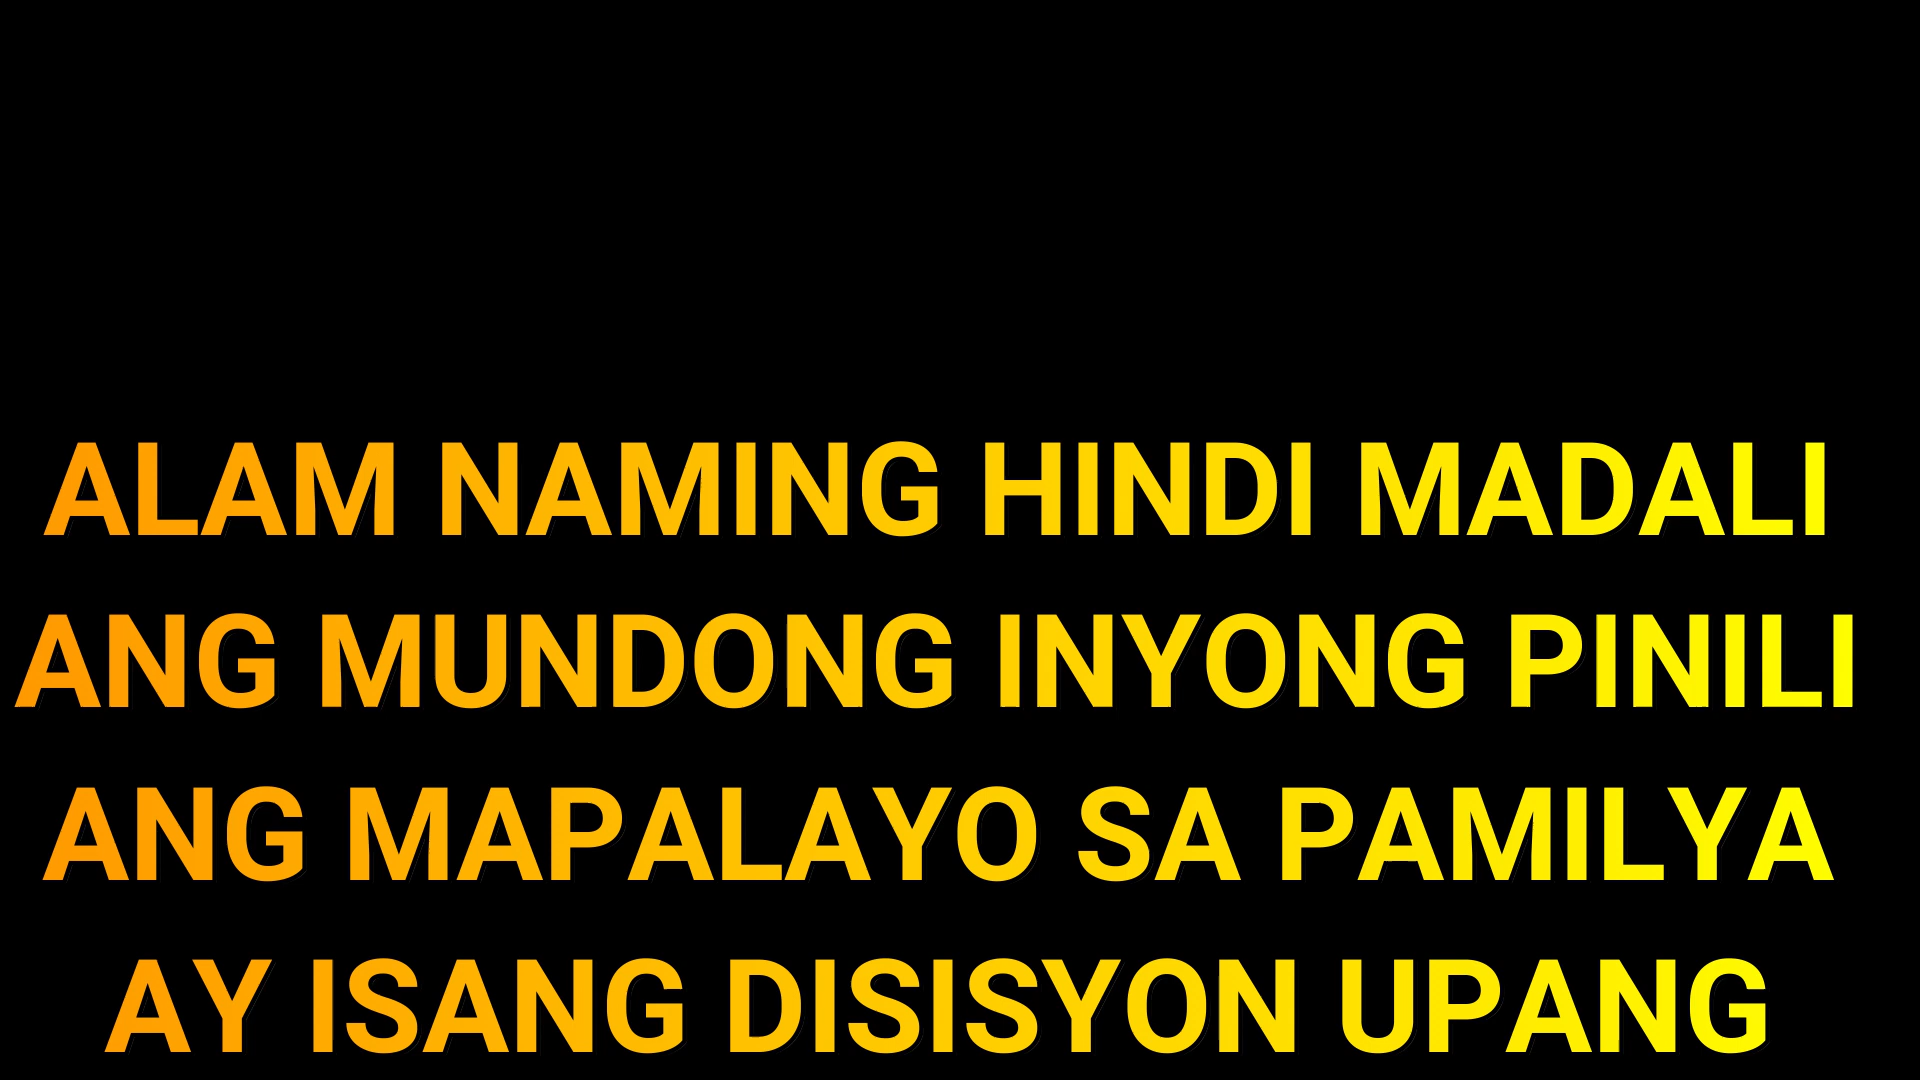 ALAM NAMING HINDI MADALI
ANG MUNDONG INYONG PINILI
ANG MAPALAYO SA PAMILYA
AY ISANG DISISYON UPANG